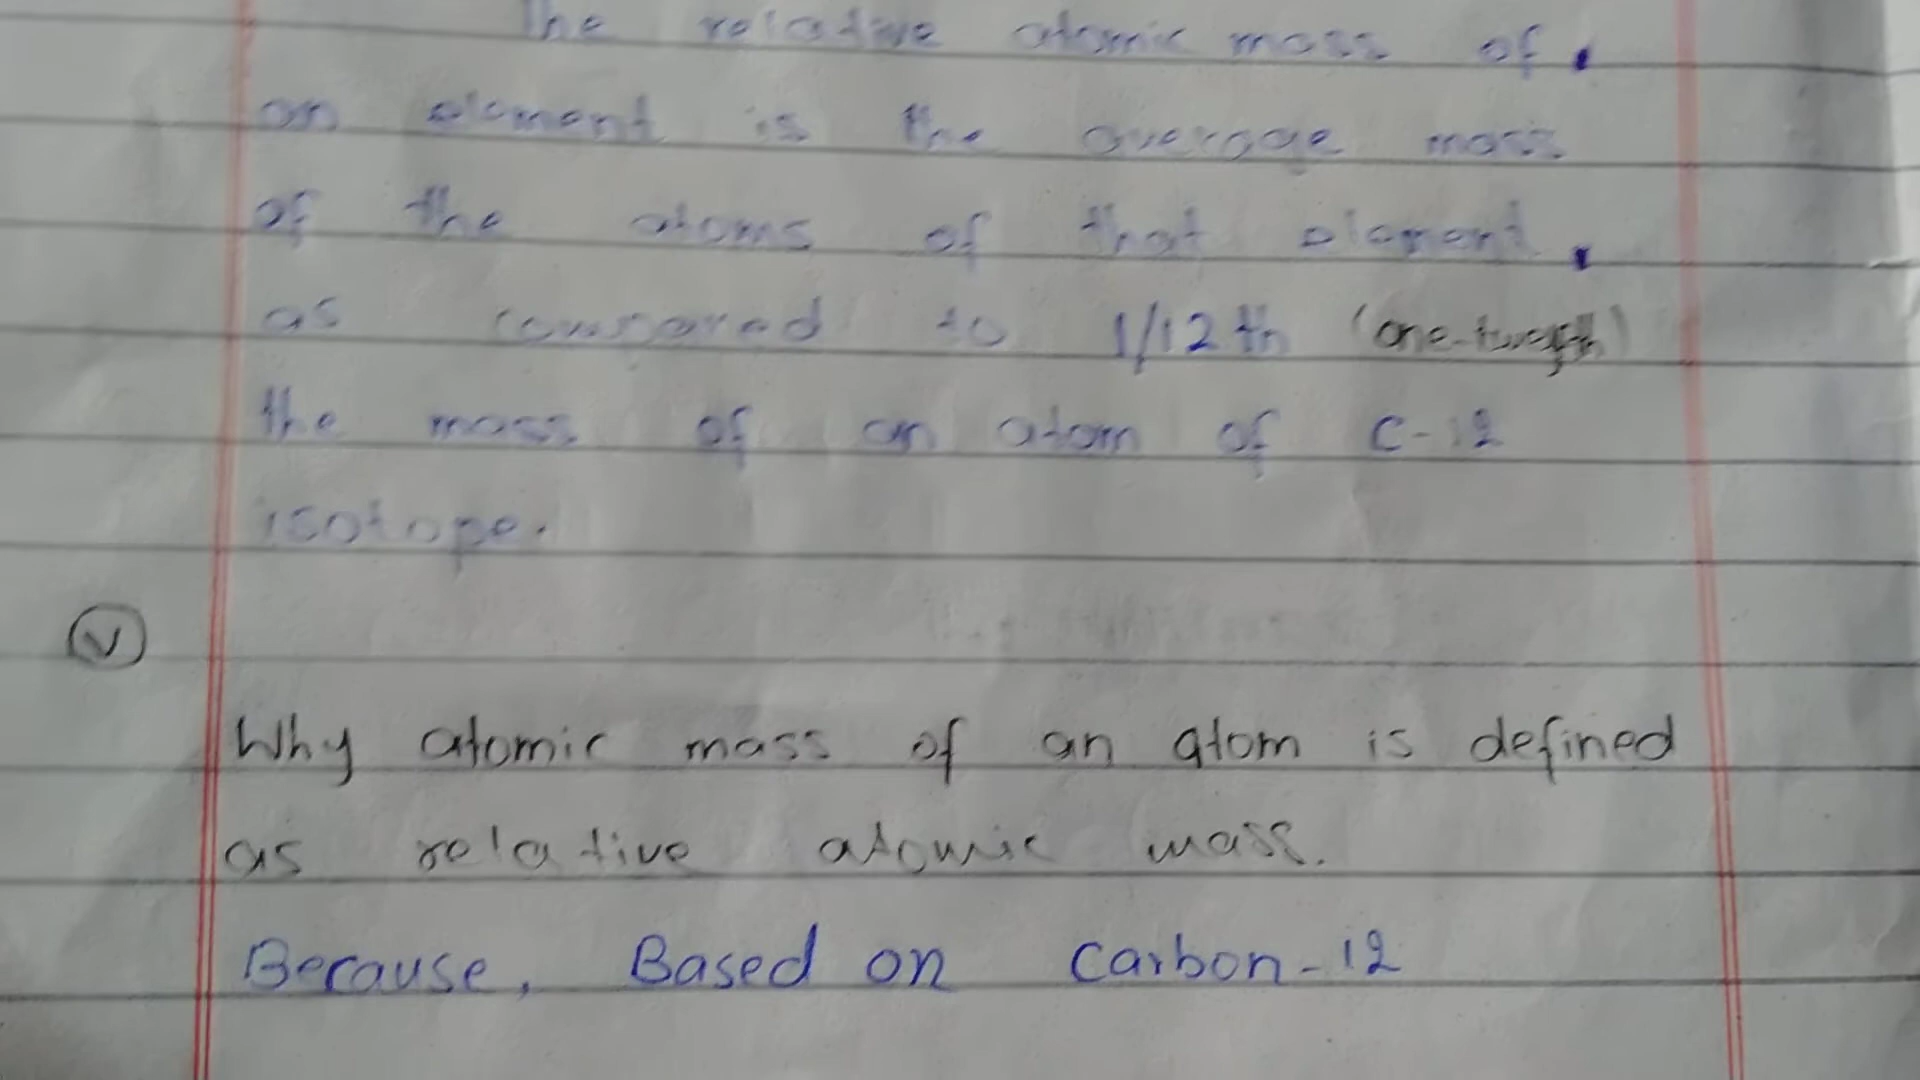 The relative atomic mass of
an element is the average mass
of the atoms of that element.
as compared to 1/12th (one-twelfth)
the mass of an atom of C-12
isotope.
(V)
Why atomic mass of an atom is defined
as relative atomic mass.
Because, Based on Carbon-12